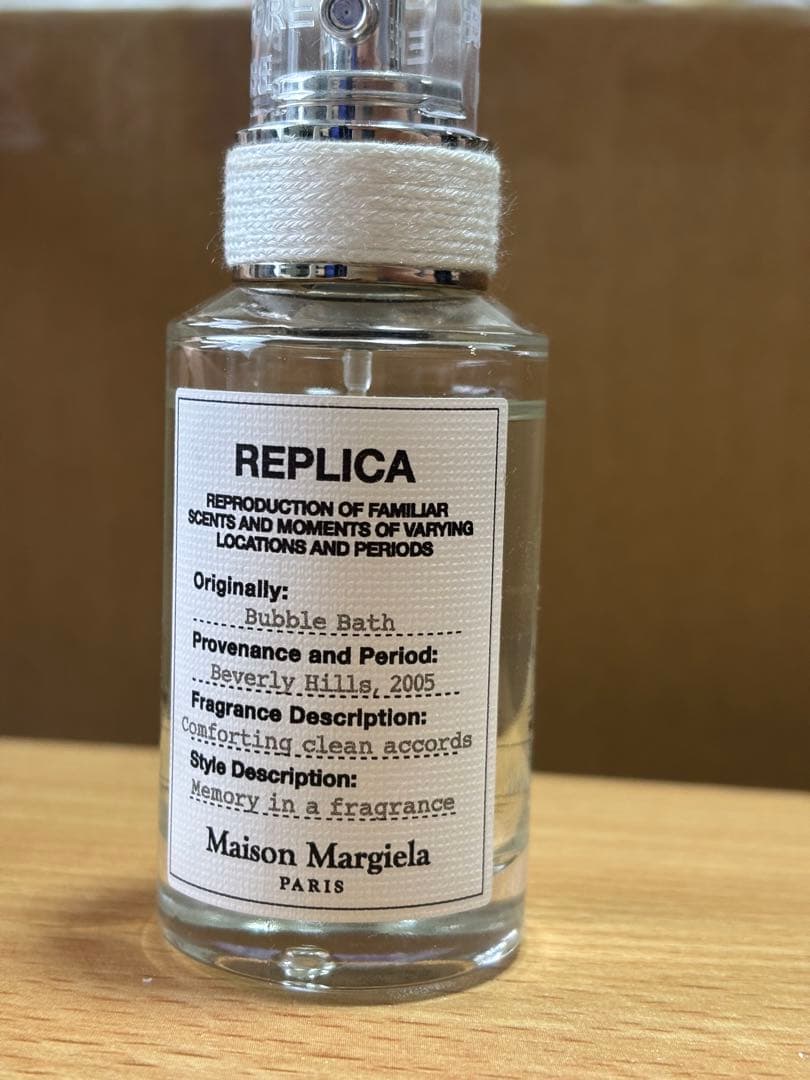 REPLICA
REPRODUCTION OF FAMILIAR
SCENTS AND MOMENTS OF VARYING
LOCATIONS AND PERIODS
Originally:
Bubble Bath
Provenance and Period:
Beverly Hills, 2005
Fragrance Description:
Comforting clean accords
Style Description:
Memory in a fragrance
Maison Margiela
PARIS